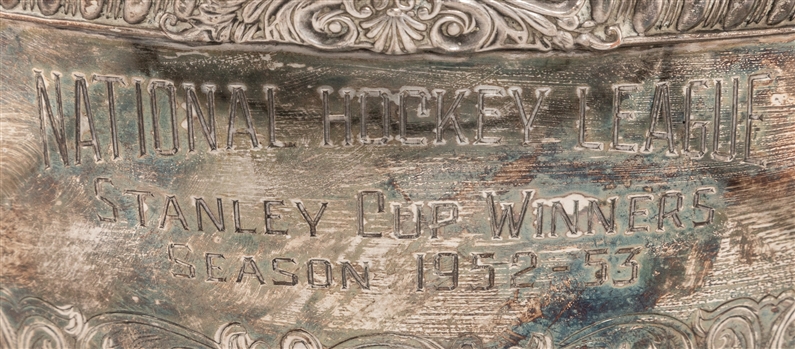 NATIONAL HOCKEY LEAGUE
STANLEY CUP WINNERS
SEASON 1952-53